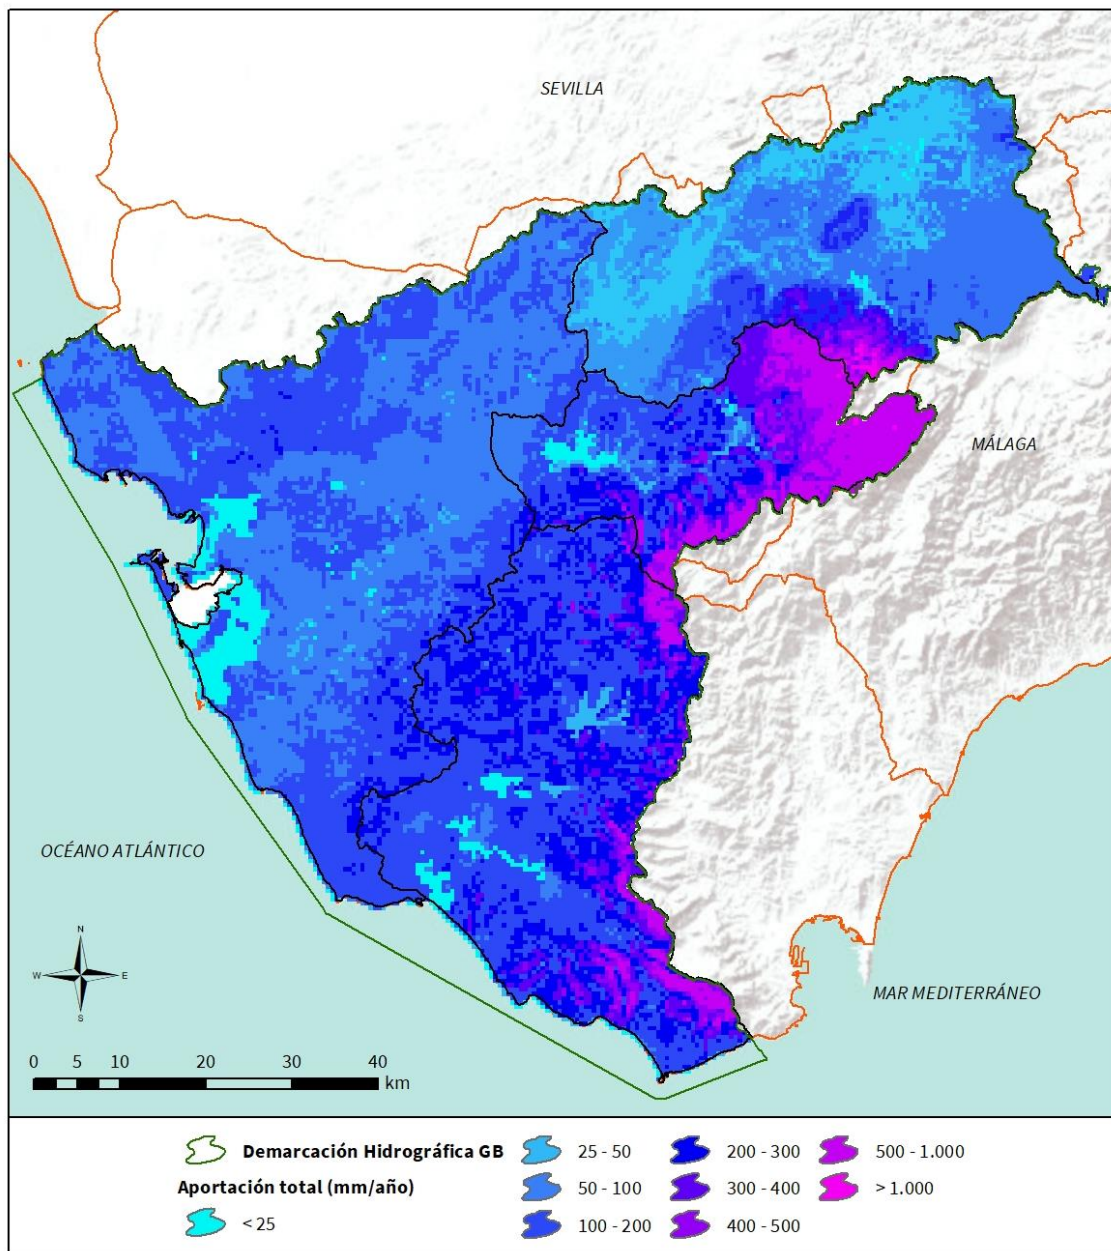 SEVILLA
MÁLAGA
OCÉANO ATLÁNTICO
MAR MEDITERRÁNEO
N
W E
S
0 5 10 20 30 40
km
Demarcación Hidrográfica GB
Aportación total (mm/año)
< 25
25 - 50
50 - 100
100 - 200
200 - 300
300 - 400
400 - 500
500 - 1.000
> 1.000